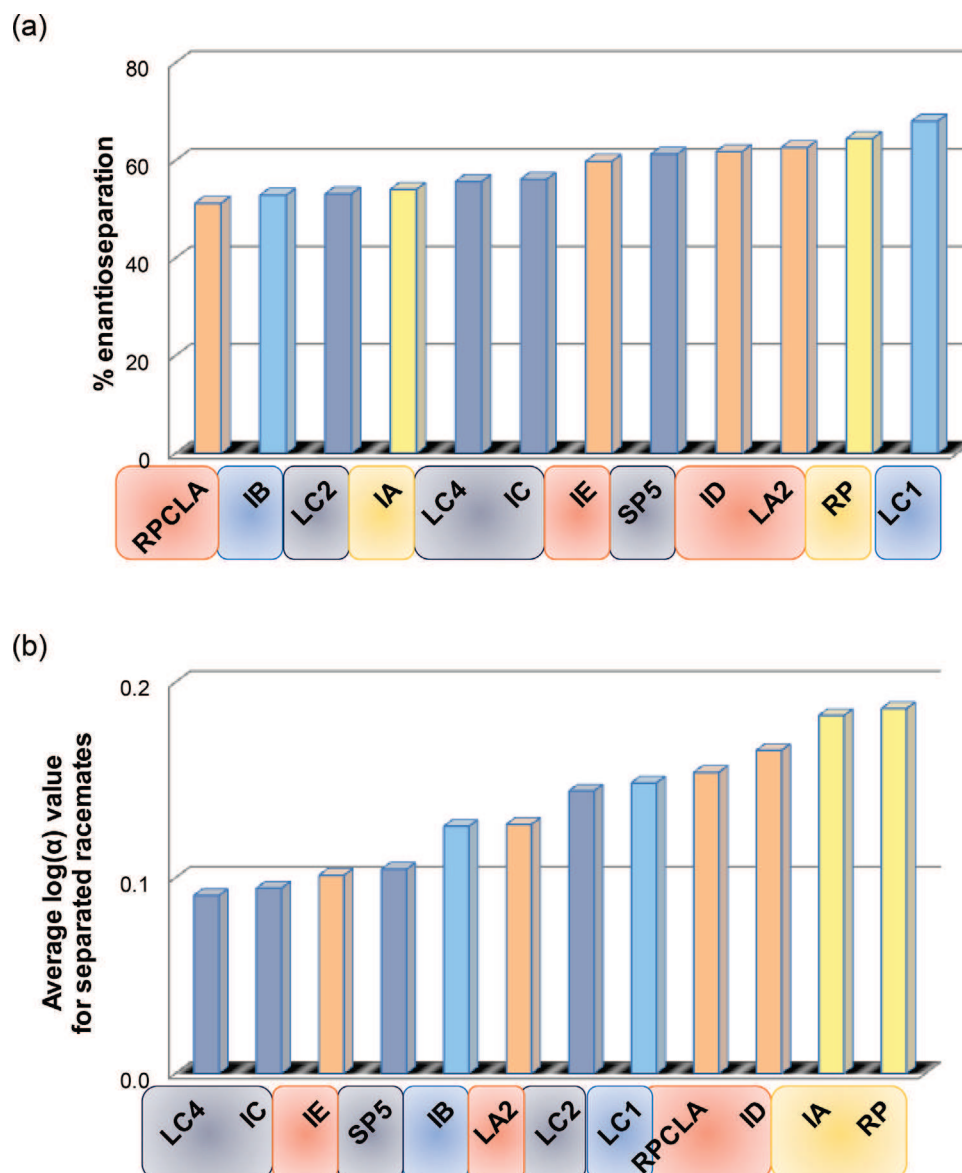 (a)
80
60
40
20
0
% enantioseparation
RPCLA IB LC2 IA LC4 IC IE SP5 ID LA2 RP LC1
(b)
0.2
0.1
0.0
Average log(α) value
for separated racemates
LC4 IC IE SP5 IB LA2 LC2 LC1 RPCLA ID IA RP